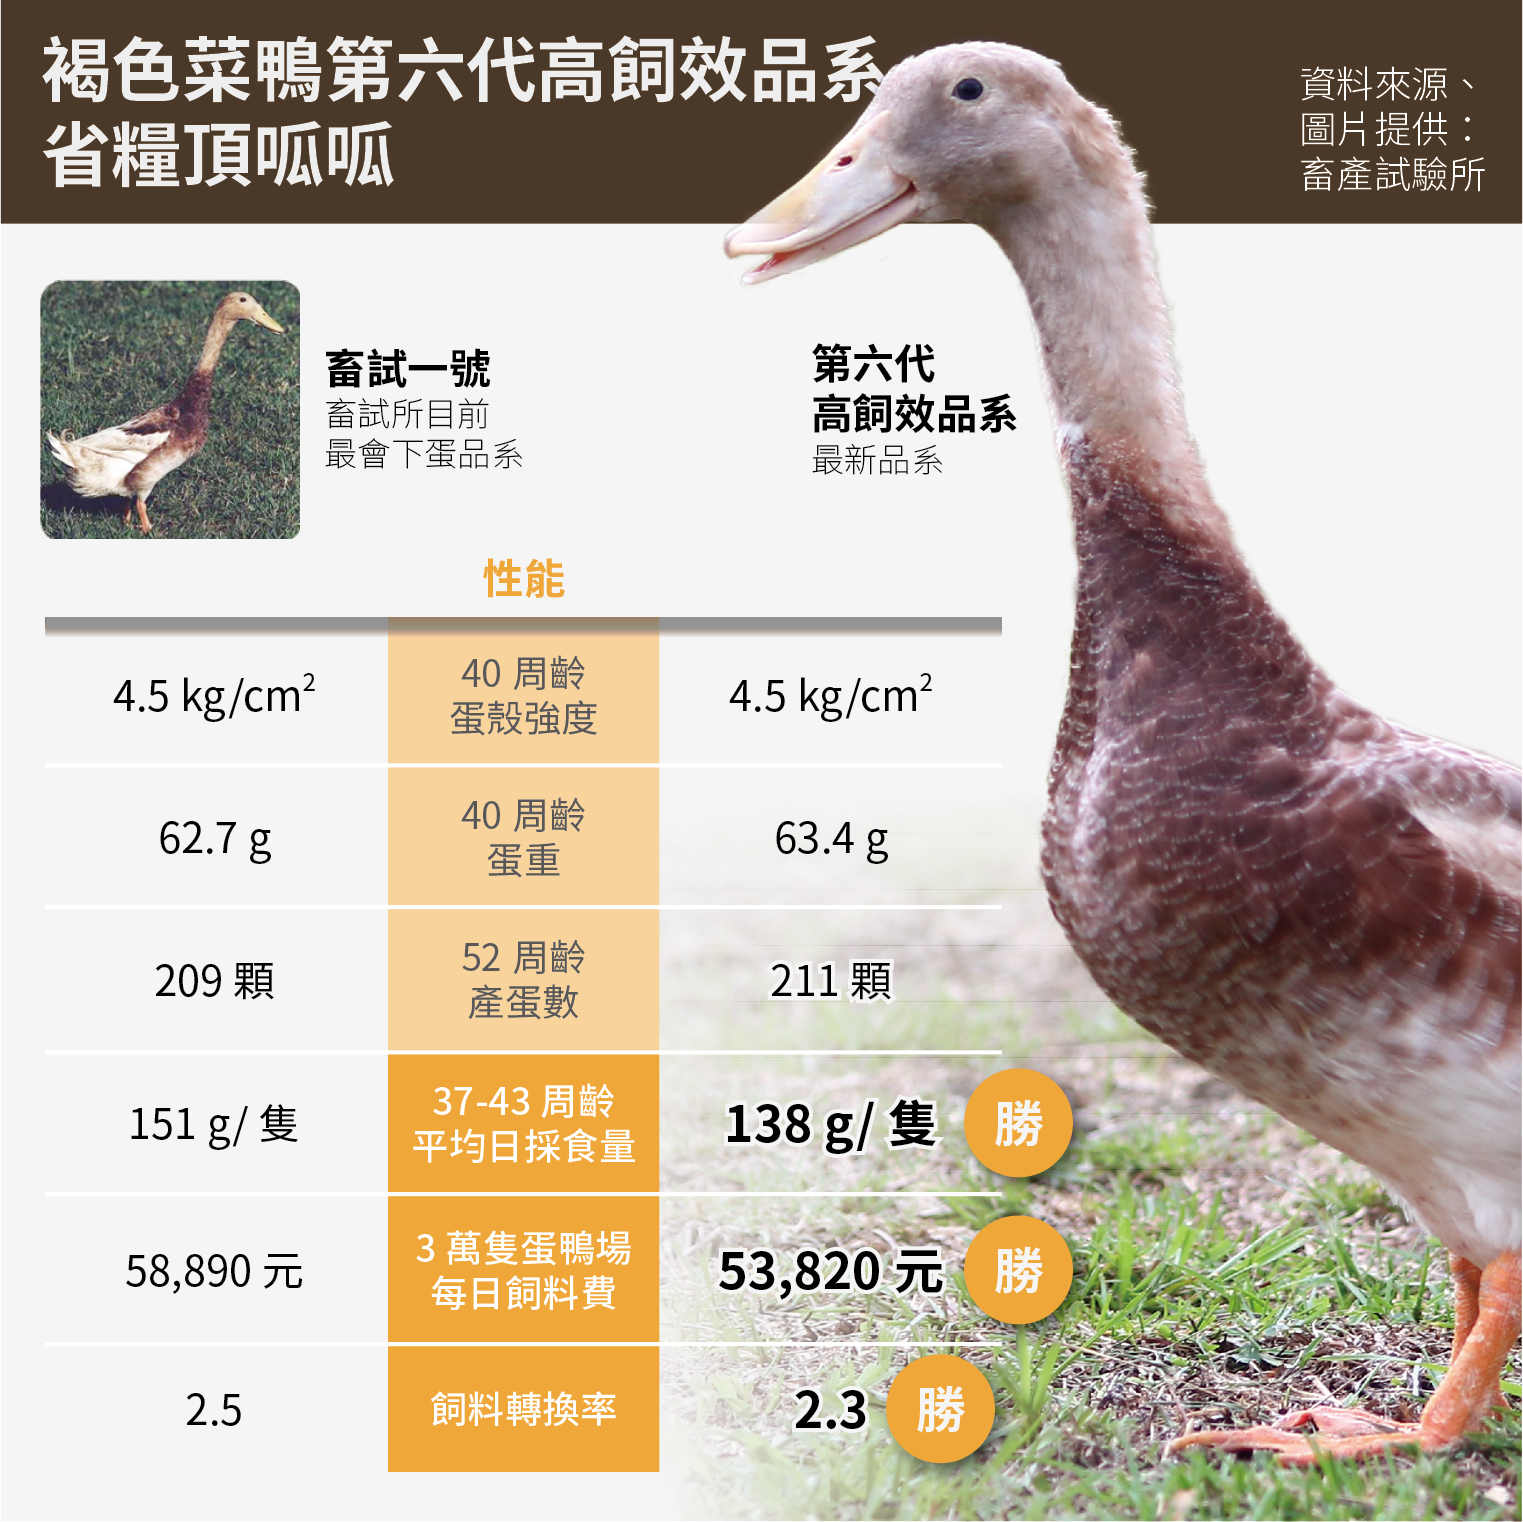 褐色菜鴨第六代高飼效品系
省糧頂呱呱
資料來源、
圖片提供：
畜產試驗所
畜試一號
畜試所目前
最會下蛋品系
第六代
高飼效品系
最新品系
性能
4.5 kg/cm²
40 周齡
蛋殼強度
4.5 kg/cm²
62.7 g
40 周齡
蛋重
63.4 g
209 顆
52 周齡
產蛋數
211 顆
151 g/ 隻
37-43 周齡
平均日採食量
138 g/ 隻
勝
58,890 元
3 萬隻蛋鴨場
每日飼料費
53,820 元
勝
2.5
飼料轉換率
2.3
勝